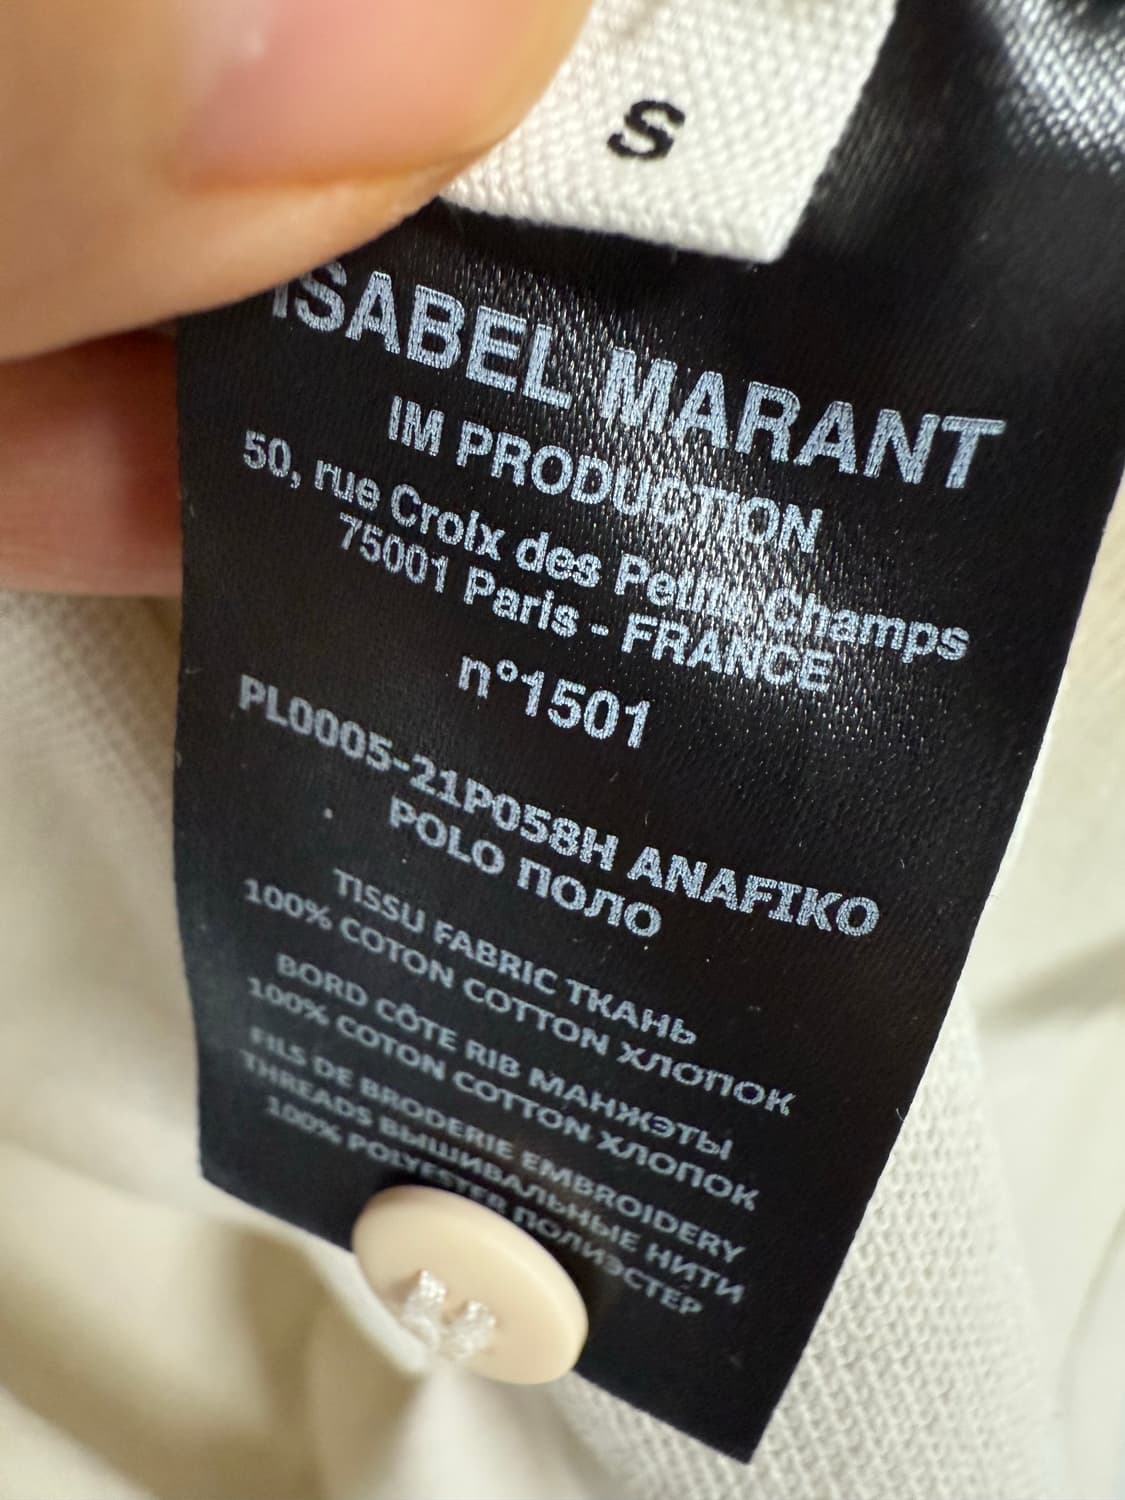 S
ISABEL MARANT
IM PRODUCTION
50, rue Croix des Petits Champs
75001 Paris - FRANCE
n°1501
PL0005-21P058H ANAFIKO
POLO ПОЛО
TISSU FABRIC ТКАНЬ
100% COTON COTTON ХЛОПОК
BORD CÔTE RIB МАНЖЭТЫ
100% COTON COTTON ХЛОПОК
FILS DE BRODERIE EMBROIDERY
THREADS ВЫШИВАЛЬНЫЕ НИТИ
100% POLYESTER ПОЛИЭСТЕР